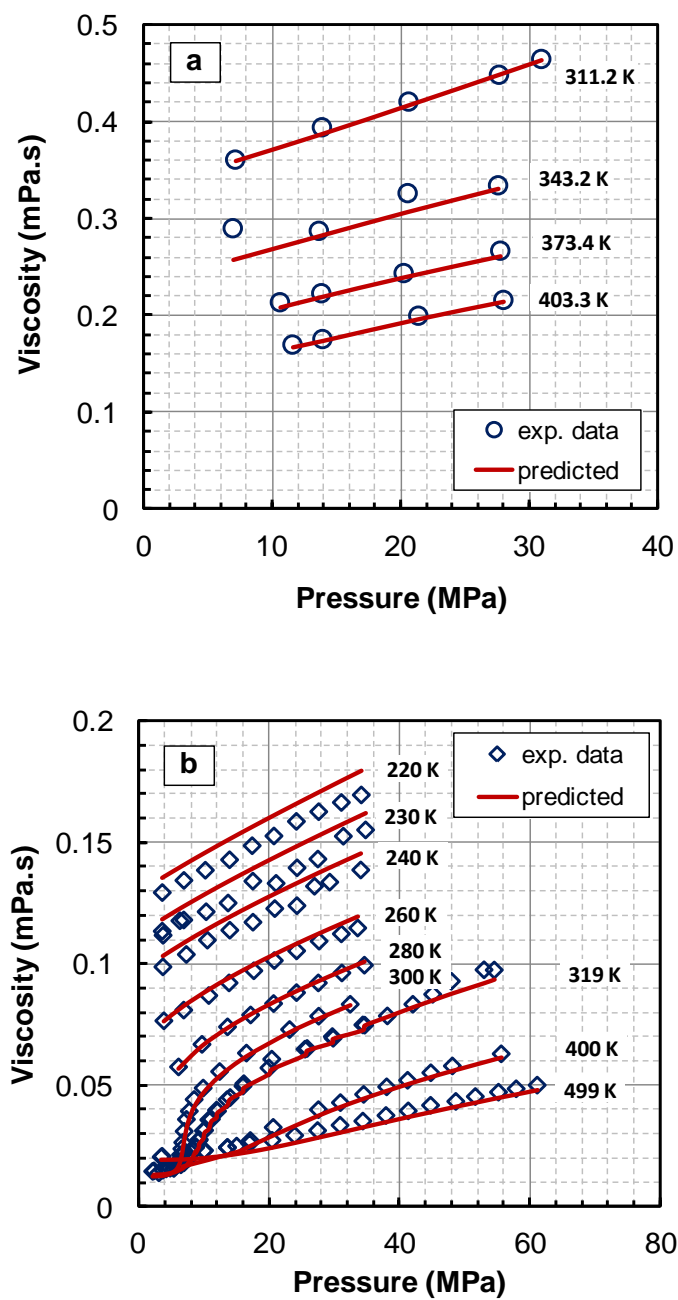 a
0.5
0.4
0.3
0.2
0.1
0
Viscosity (mPa.s)
311.2 K
343.2 K
373.4 K
403.3 K
exp. data
predicted
0 10 20 30 40
Pressure (MPa)
b
0.2
0.15
0.1
0.05
0
Viscosity (mPa.s)
220 K
230 K
240 K
260 K
280 K
300 K
319 K
400 K
499 K
exp. data
predicted
0 20 40 60 80
Pressure (MPa)